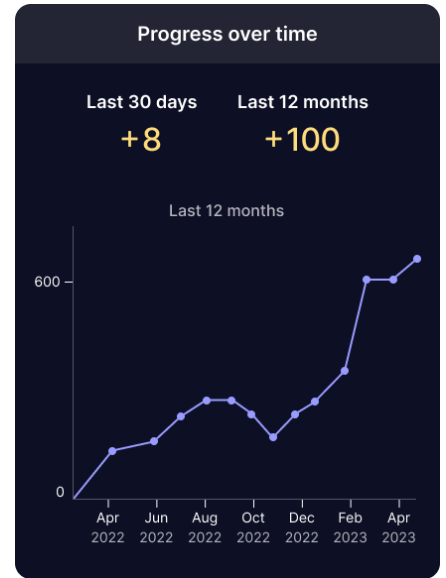 Progress over time
Last 30 days Last 12 months
+8 +100
Last 12 months
600
0
Apr Jun Aug Oct Dec Feb Apr
2022 2022 2022 2022 2022 2023 2023